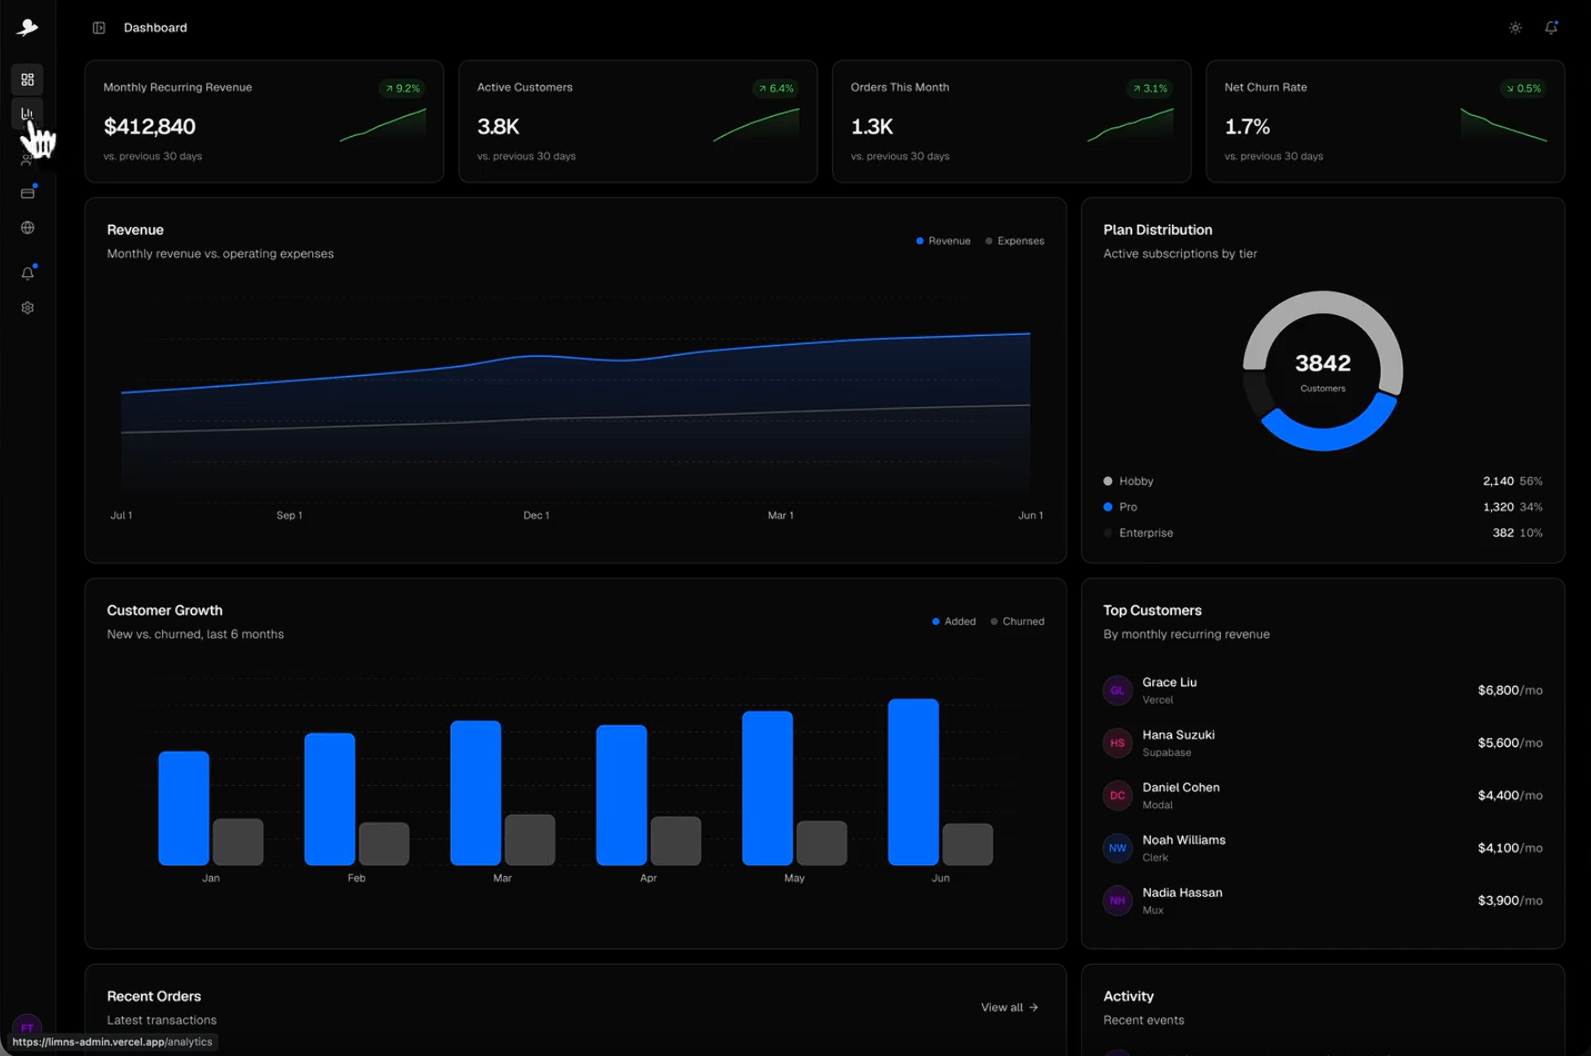 Dashboard
Monthly Recurring Revenue
9.2%
$412,840
vs. previous 30 days
Active Customers
6.4%
3.8K
vs. previous 30 days
Orders This Month
3.1%
1.3K
vs. previous 30 days
Net Churn Rate
0.5%
1.7%
vs. previous 30 days
Revenue
Monthly revenue vs. operating expenses
Revenue
Expenses
Jul 1
Sep 1
Dec 1
Mar 1
Jun 1
Plan Distribution
Active subscriptions by tier
3842
Customers
Hobby 2,140 56%
Pro 1,320 34%
Enterprise 382 10%
Customer Growth
New vs. churned, last 6 months
Added
Churned
Jan
Feb
Mar
Apr
May
Jun
Top Customers
By monthly recurring revenue
GL
Grace Liu
Vercel
$6,800/mo
HS
Hana Suzuki
Supabase
$5,600/mo
DC
Daniel Cohen
Modal
$4,400/mo
NW
Noah Williams
Clerk
$4,100/mo
NH
Nadia Hassan
Mux
$3,900/mo
Recent Orders
Latest transactions
View all
Activity
Recent events
FT
https://limns-admin.vercel.app/analytics